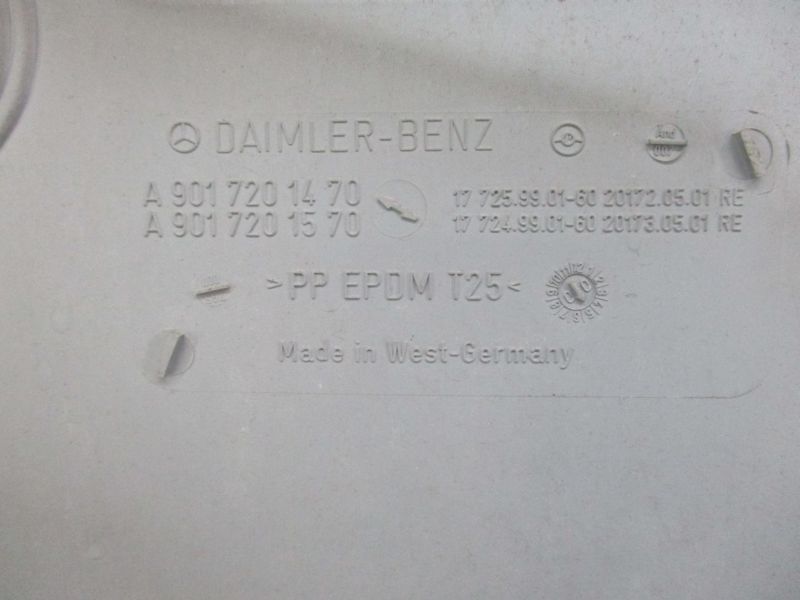 DAIMLER-BENZ
A 901 720 14 70
A 901 720 15 70
17 725.99.01-60 20172.05.01 RE
17 724.99.01-60 20173.05.01 RE
>PP EPDM T25<
Made in West-Germany